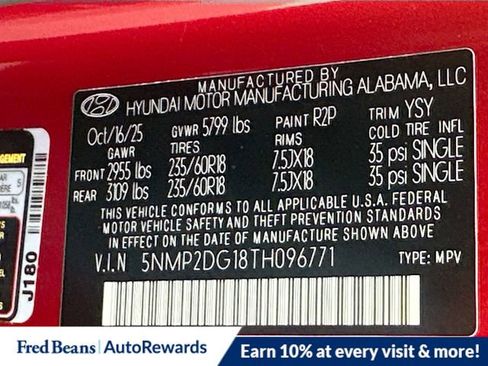 MANUFACTURED BY
HYUNDAI MOTOR MANUFACTURING ALABAMA, LLC
Oct/16/25 GVWR 5799 lbs PAINT R2P TRIM YSY
GAWR TIRES RIMS COLD TIRE INFL
FRONT 2955 lbs 235/60R18 7.5JX18 35 psi SINGLE
REAR 3109 lbs 235/60R18 7.5JX18 35 psi SINGLE
THIS VEHICLE CONFORMS TO ALL APPLICABLE U.S.A. FEDERAL
MOTOR VEHICLE SAFETY AND THEFT PREVENTION STANDARDS
IN EFFECT ON THE DATE OF MANUFACTURE SHOWN ABOVE.
V.I.N 5NMP2DG18TH096771 TYPE: MPV
J180
Fred Beans | AutoRewards
Earn 10% at every visit & more!